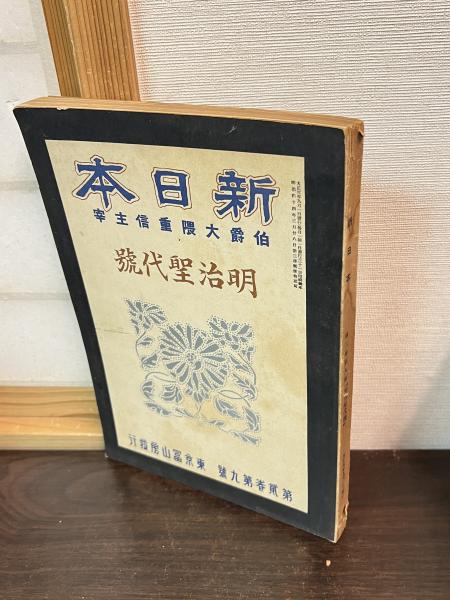 新日本
伯爵大隈重信主宰
明治聖代號
第貳卷第九號 東京冨山房發行